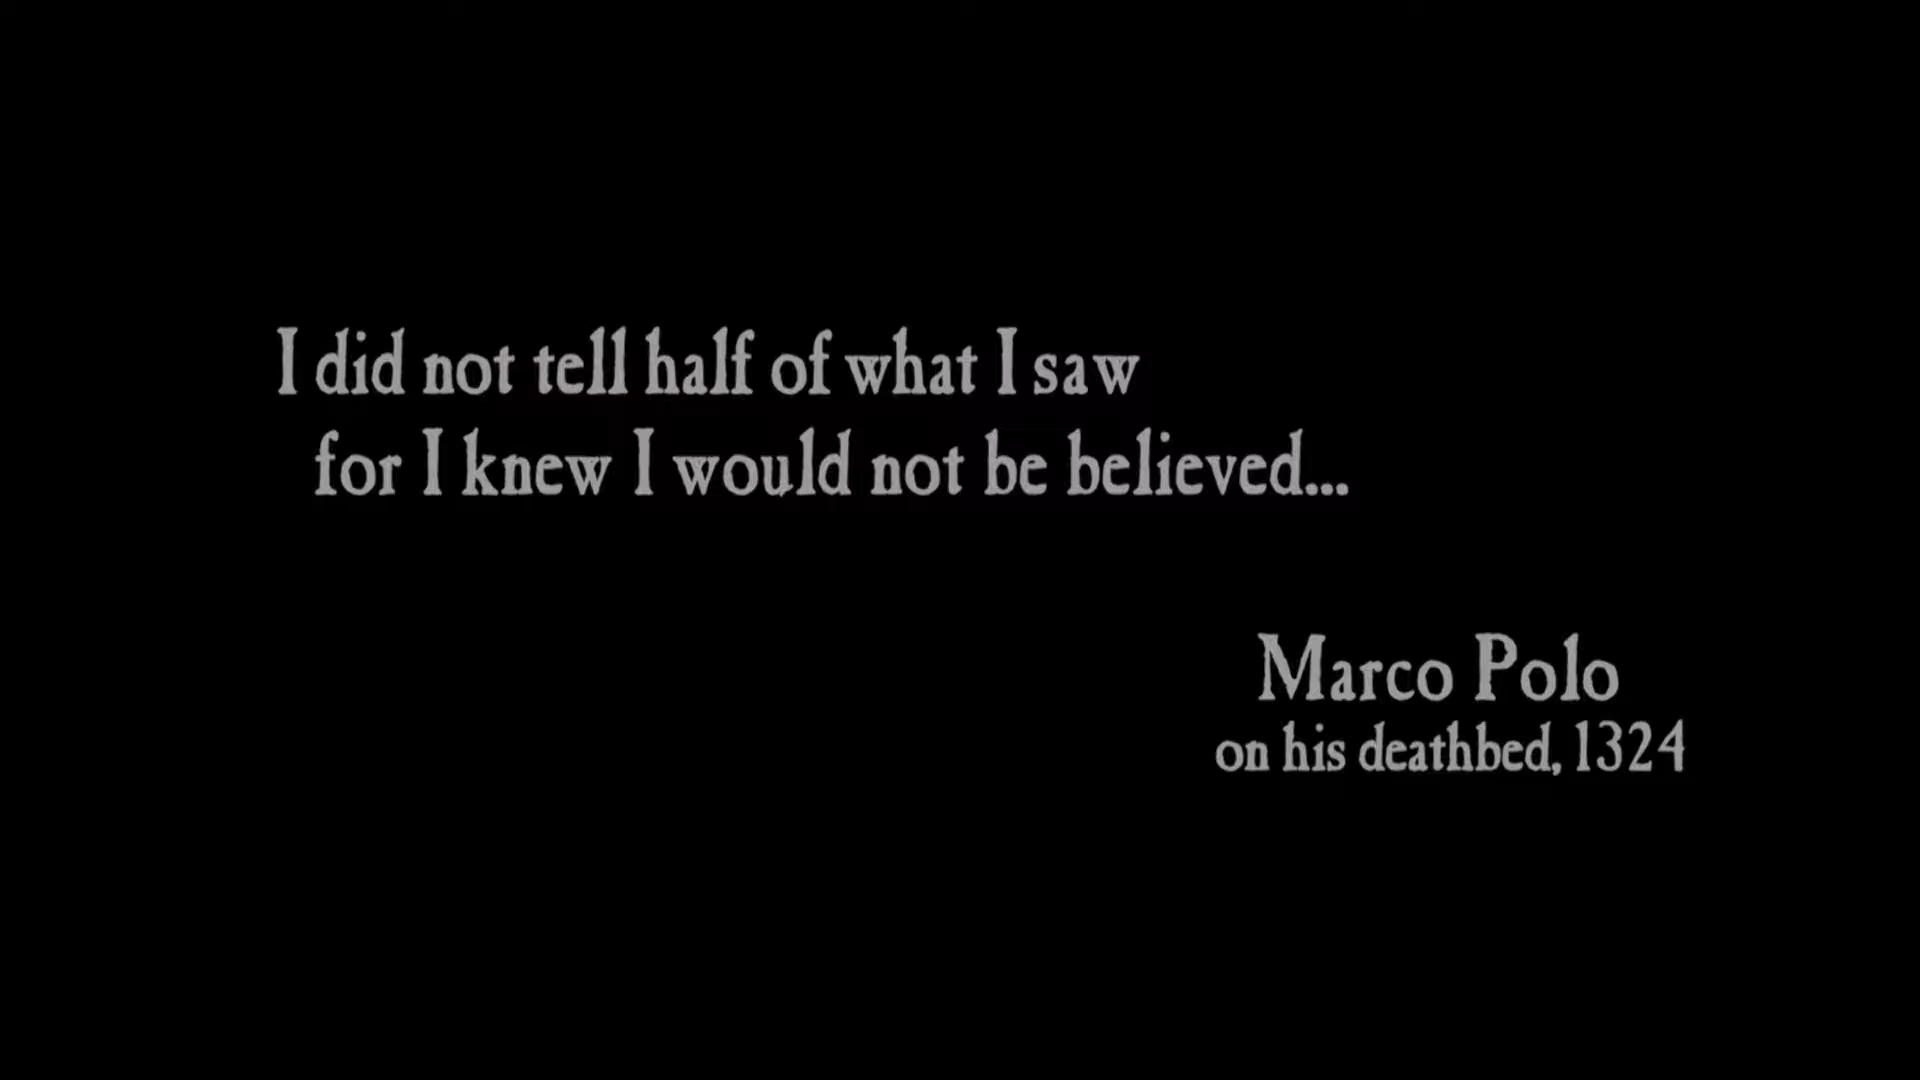 I did not tell half of what I saw
for I knew I would not be believed...
Marco Polo
on his deathbed, 1324